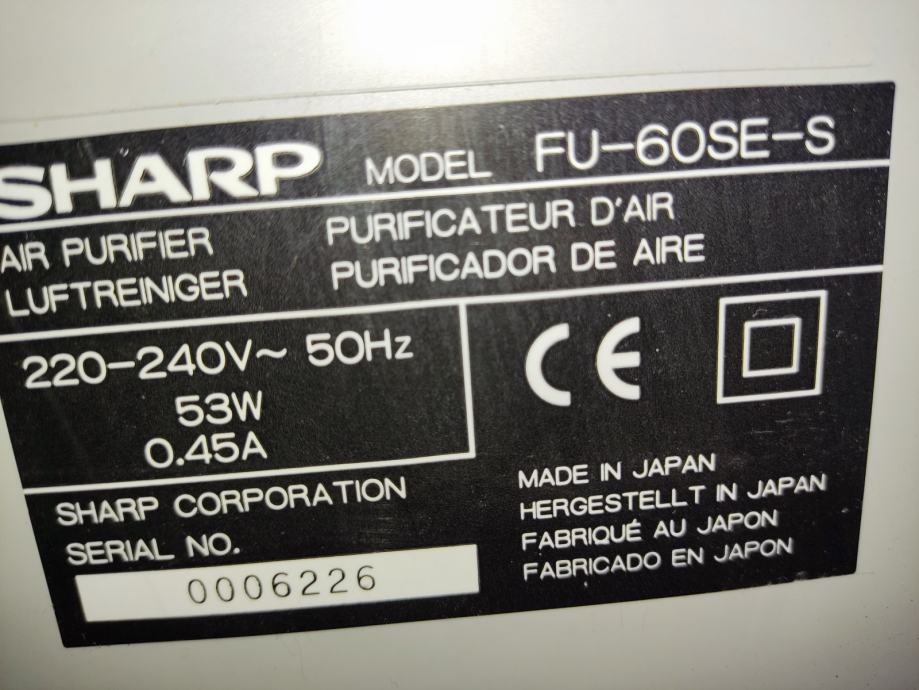 SHARP MODEL FU-60SE-S
AIR PURIFIER PURIFICATEUR D'AIR
LUFTREINIGER PURIFICADOR DE AIRE
220-240V~ 50Hz
53W
0.45A
CE
SHARP CORPORATION
SERIAL NO.
0006226
MADE IN JAPAN
HERGESTELLT IN JAPAN
FABRIQUÉ AU JAPON
FABRICADO EN JAPON